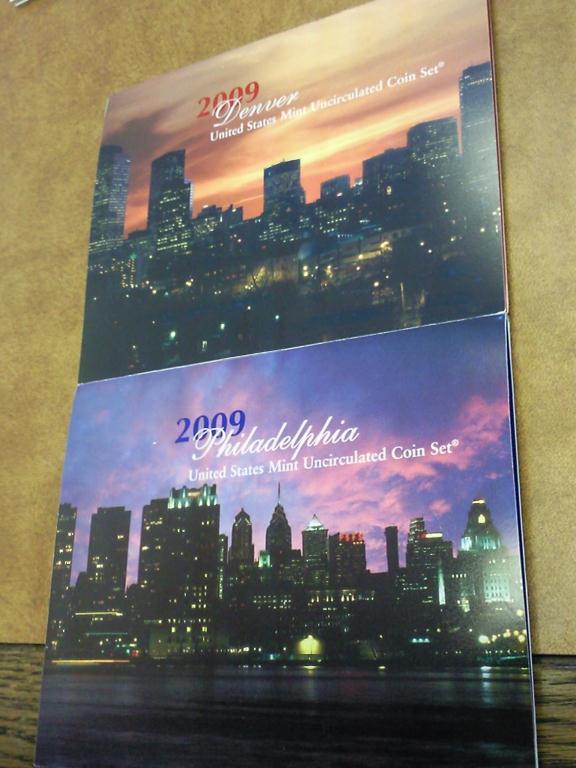 2009
Denver
United States Mint Uncirculated Coin Set®
2009
Philadelphia
United States Mint Uncirculated Coin Set®